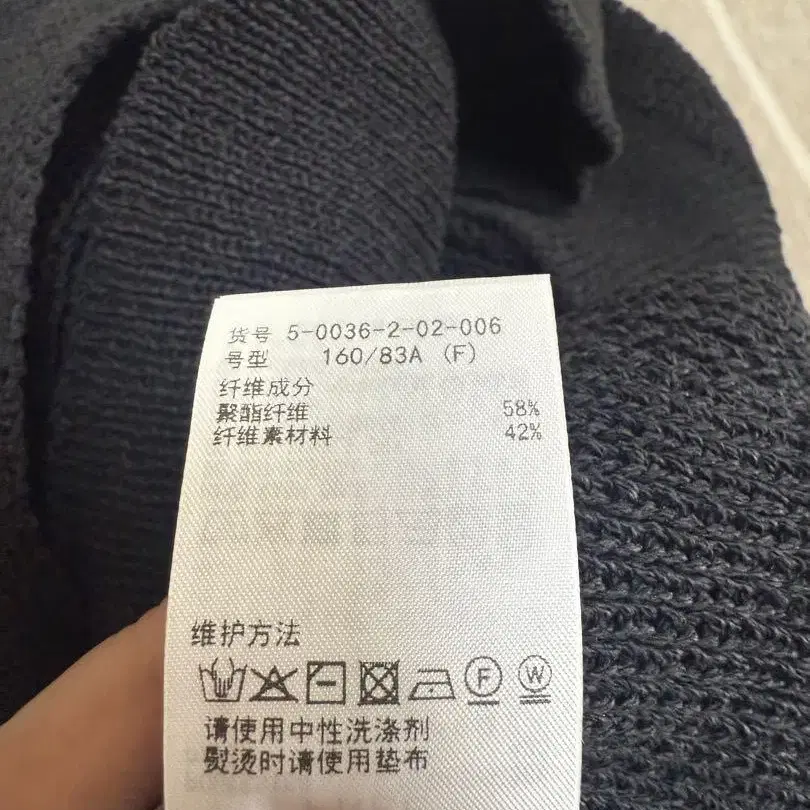 货号 5-0036-2-02-006
号型 160/83A (F)
纤维成分
聚酯纤维 58%
纤维素材料 42%
维护方法
F W
请使用中性洗涤剂
熨烫时请使用垫布